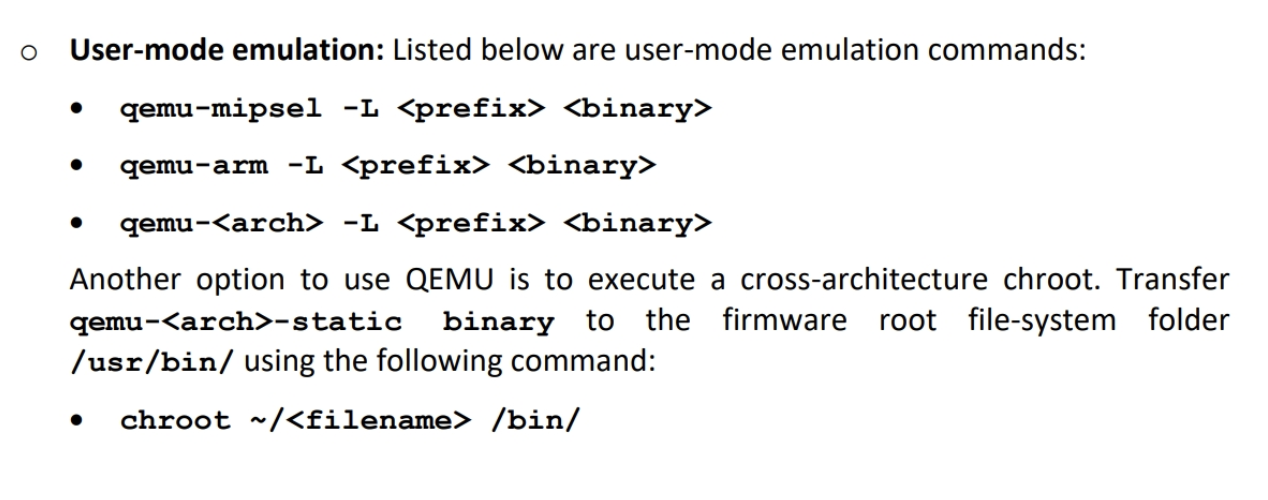 o User-mode emulation: Listed below are user-mode emulation commands:
• qemu-mipsel -L <prefix> <binary>
• qemu-arm -L <prefix> <binary>
• qemu-<arch> -L <prefix> <binary>
Another option to use QEMU is to execute a cross-architecture chroot. Transfer
qemu-<arch>-static binary to the firmware root file-system folder
/usr/bin/ using the following command:
• chroot ~/<filename> /bin/